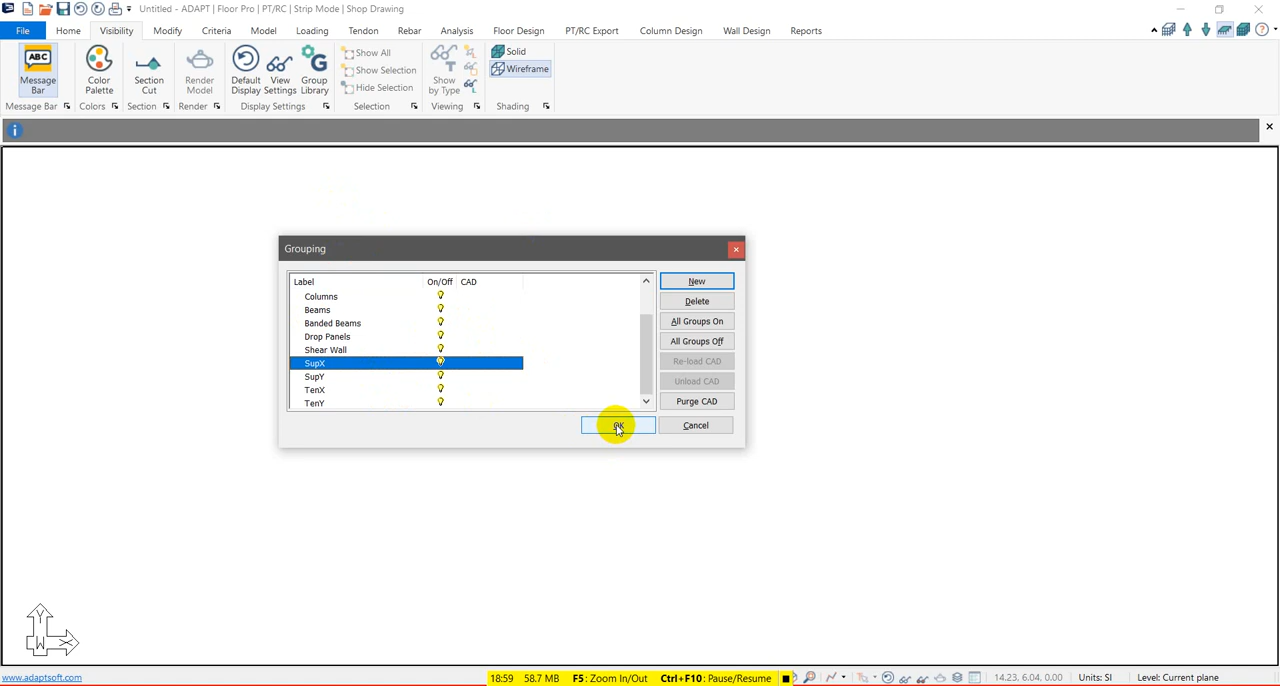 Untitled - ADAPT | Floor Pro | PT/RC | Strip Mode | Shop Drawing
File Home Visibility Modify Criteria Model Loading Tendon Rebar Analysis Floor Design PT/RC Export Column Design Wall Design Reports
ABC
Message Bar
Color Palette
Section Cut
Render Model
Default Display
View Settings
Group Library
Show All
Show Selection
Hide Selection
Show by Type
Solid
Wireframe
Message Bar Colors Section Render Display Settings Selection Viewing Shading
Grouping
Label On/Off CAD
Columns
Beams
Banded Beams
Drop Panels
Shear Wall
SupX
SupY
TenX
TenY
New
Delete
All Groups On
All Groups Off
Re-load CAD
Unload CAD
Purge CAD
OK Cancel
Y
W X
www.adaptsoft.com 18:59 58.7 MB F5: Zoom In/Out Ctrl+F10: Pause/Resume 14.23, 6.04, 0.00 Units: SI Level: Current plane